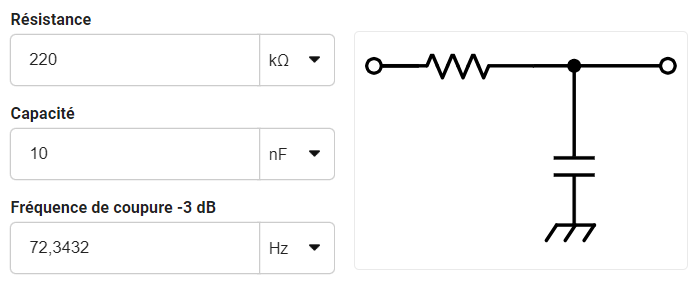 Résistance
220 kΩ
Capacité
10 nF
Fréquence de coupure -3 dB
72,3432 Hz